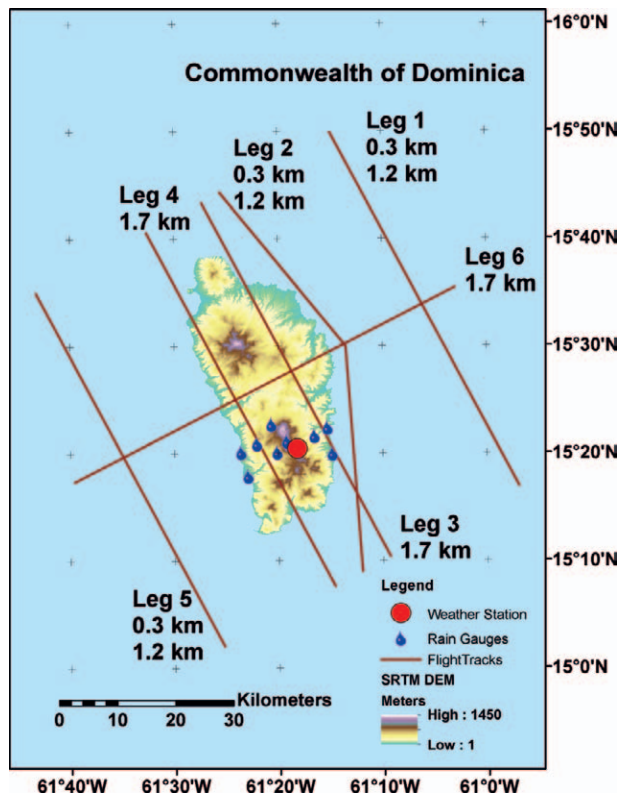 16°0'N
Commonwealth of Dominica
15°50'N
Leg 1
0.3 km
1.2 km
Leg 2
0.3 km
1.2 km
Leg 4
1.7 km
15°40'N
Leg 6
1.7 km
15°30'N
15°20'N
Leg 3
1.7 km
15°10'N
Leg 5
0.3 km
1.2 km
Legend
Weather Station
Rain Gauges
FlightTracks
15°0'N
SRTM DEM
Meters
High : 1450
Low : 1
Kilometers
0 5 10 20 30
61°40'W 61°30'W 61°20'W 61°10'W 61°0'W